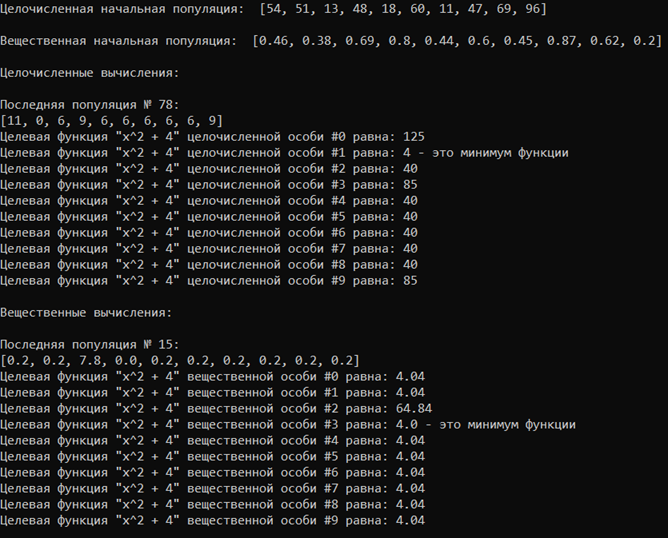 Целочисленная начальная популяция:  [54, 51, 13, 48, 18, 60, 11, 47, 69, 96]
Вещественная начальная популяция:  [0.46, 0.38, 0.69, 0.8, 0.44, 0.6, 0.45, 0.87, 0.62, 0.2]
Целочисленные вычисления:
Последняя популяция № 78:
[11, 0, 6, 9, 6, 6, 6, 6, 6, 9]
Целевая функция "x^2 + 4" целочисленной особи #0 равна: 125
Целевая функция "x^2 + 4" целочисленной особи #1 равна: 4 - это минимум функции
Целевая функция "x^2 + 4" целочисленной особи #2 равна: 40
Целевая функция "x^2 + 4" целочисленной особи #3 равна: 85
Целевая функция "x^2 + 4" целочисленной особи #4 равна: 40
Целевая функция "x^2 + 4" целочисленной особи #5 равна: 40
Целевая функция "x^2 + 4" целочисленной особи #6 равна: 40
Целевая функция "x^2 + 4" целочисленной особи #7 равна: 40
Целевая функция "x^2 + 4" целочисленной особи #8 равна: 40
Целевая функция "x^2 + 4" целочисленной особи #9 равна: 85
Вещественные вычисления:
Последняя популяция № 15:
[0.2, 0.2, 7.8, 0.0, 0.2, 0.2, 0.2, 0.2, 0.2, 0.2]
Целевая функция "x^2 + 4" вещественной особи #0 равна: 4.04
Целевая функция "x^2 + 4" вещественной особи #1 равна: 4.04
Целевая функция "x^2 + 4" вещественной особи #2 равна: 64.84
Целевая функция "x^2 + 4" вещественной особи #3 равна: 4.0 - это минимум функции
Целевая функция "x^2 + 4" вещественной особи #4 равна: 4.04
Целевая функция "x^2 + 4" вещественной особи #5 равна: 4.04
Целевая функция "x^2 + 4" вещественной особи #6 равна: 4.04
Целевая функция "x^2 + 4" вещественной особи #7 равна: 4.04
Целевая функция "x^2 + 4" вещественной особи #8 равна: 4.04
Целевая функция "x^2 + 4" вещественной особи #9 равна: 4.04